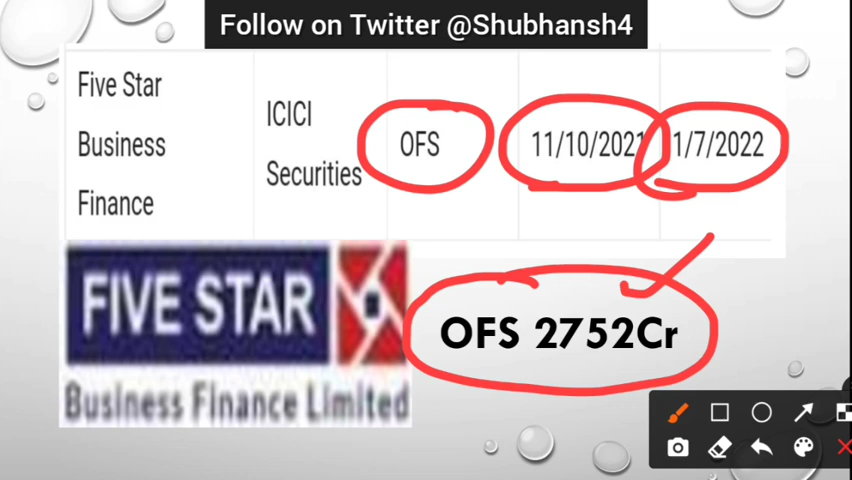 Follow on Twitter @Shubhansh4
Five Star
Business
Finance
ICICI
Securities
OFS
11/10/2021
1/7/2022
FIVE STAR
Business Finance Limited
OFS 2752Cr